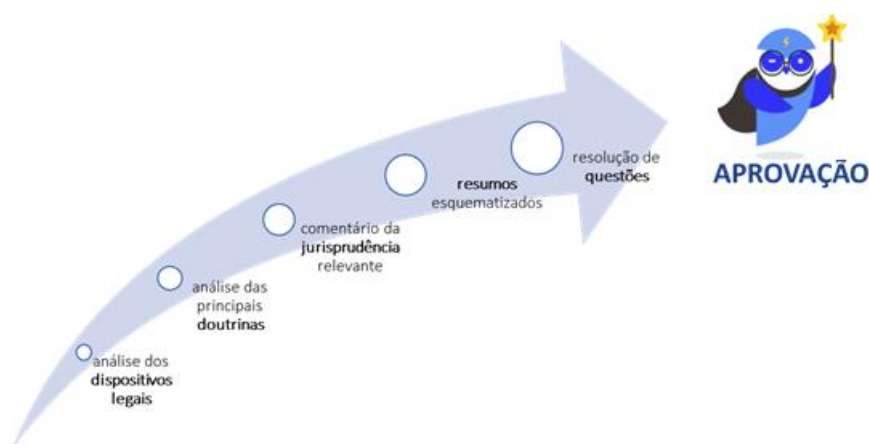 análise dos
dispositivos
legais
análise das
principais
doutrinas
comentário da
jurisprudência
relevante
resumos
esquematizados
resolução de
questões
APROVAÇÃO